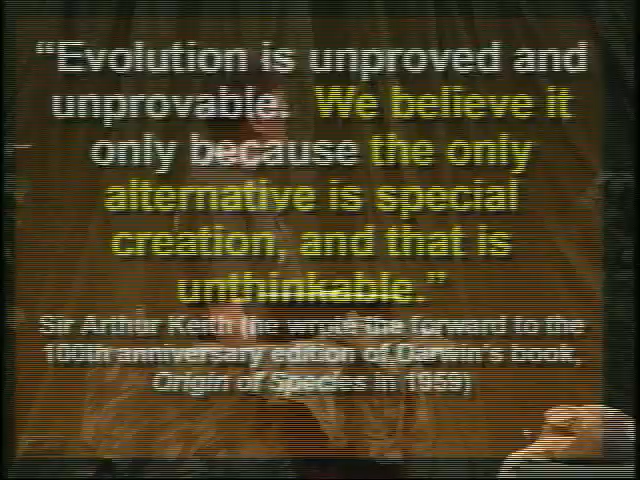 “Evolution is unproved and
unprovable. We believe it
only because the only
alternative is special
creation, and that is
unthinkable.”
Sir Arthur Keith (he wrote the forward to the
100th anniversary edition of Darwin's book,
Origin of Species in 1959)